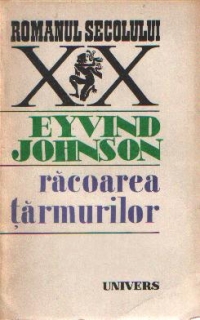 ROMANUL SECOLULUI
XX
EYVIND
JOHNSON
răcoarea
țărmurilor
UNIVERS